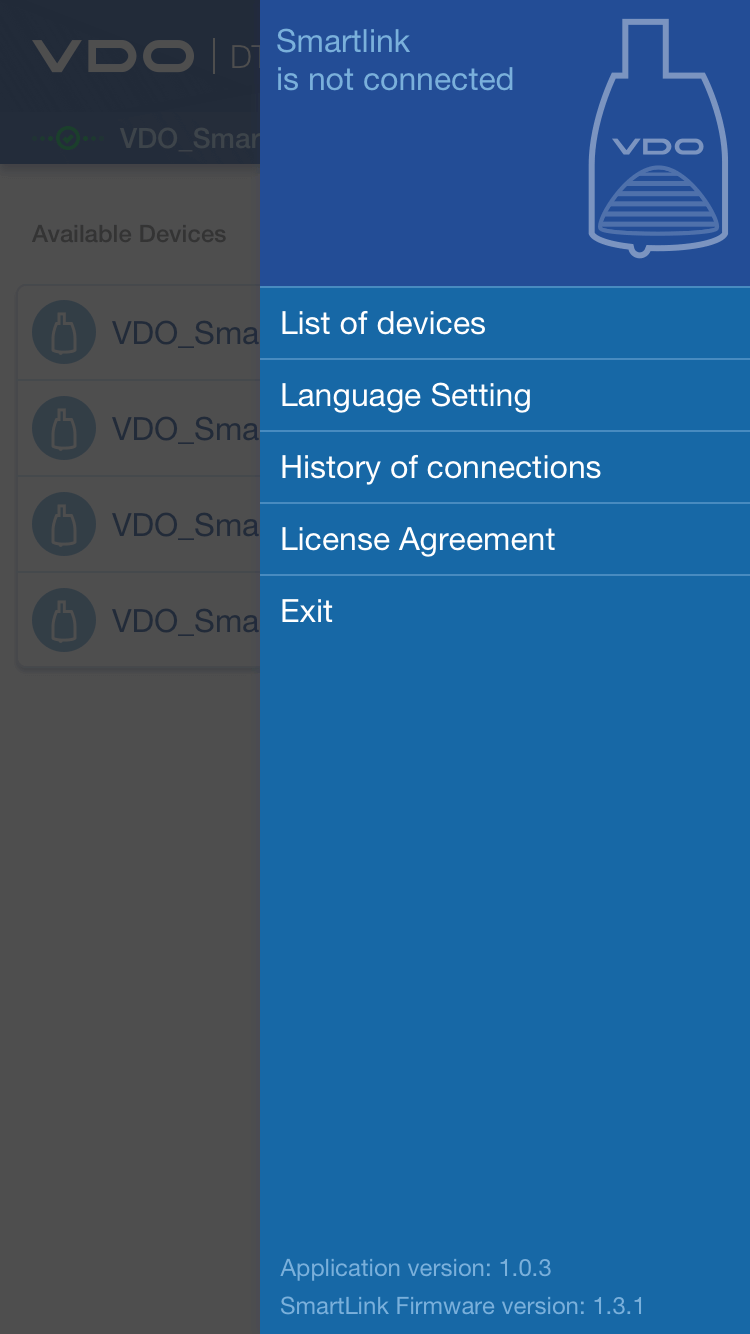 VDO
DT
VDO_Smar
Available Devices
VDO_Sma
VDO_Sma
VDO_Sma
VDO_Sma
Smartlink
is not connected
VDO
List of devices
Language Setting
History of connections
License Agreement
Exit
Application version: 1.0.3
SmartLink Firmware version: 1.3.1